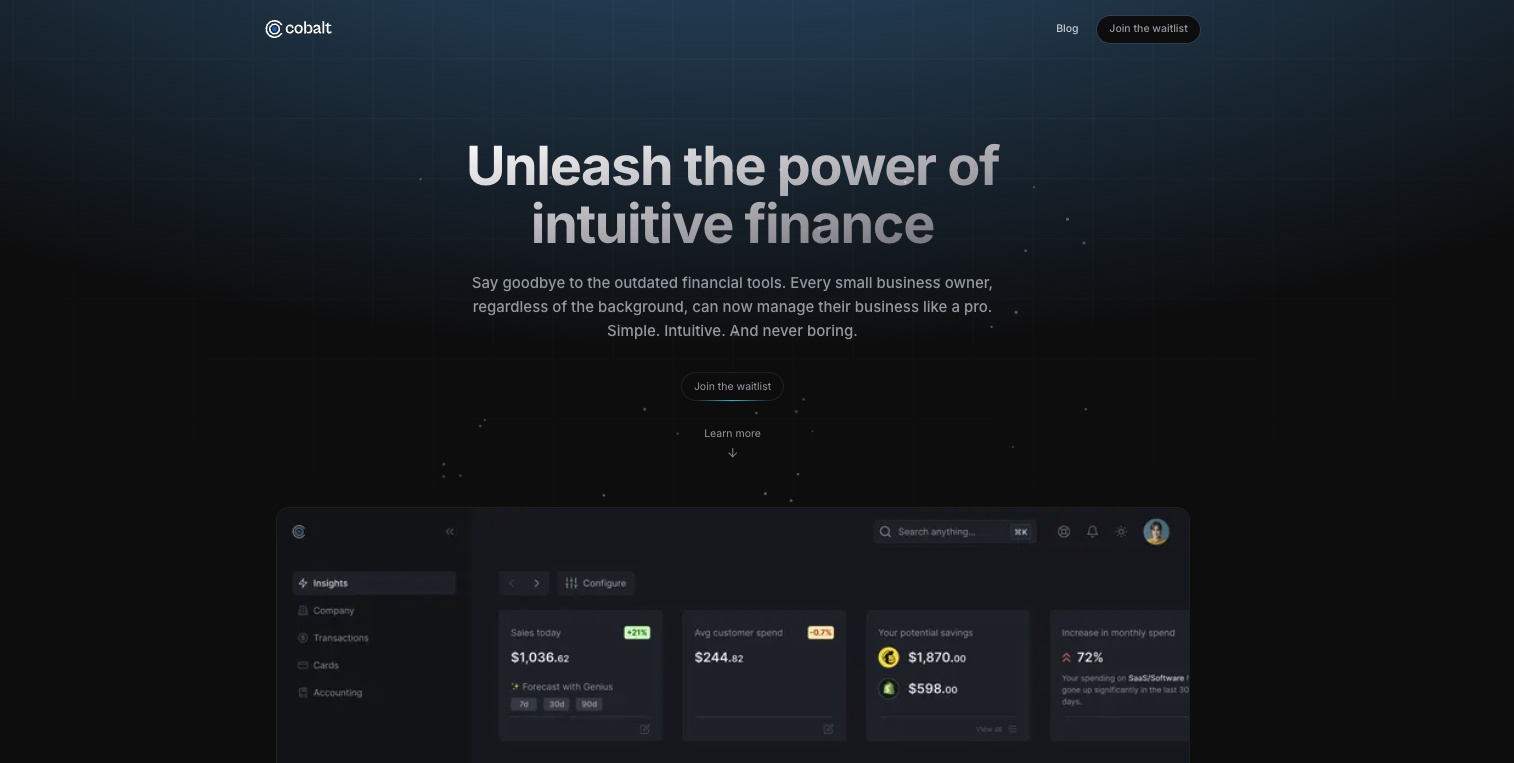 cobalt
Blog
Join the waitlist
Unleash the power of
intuitive finance
Say goodbye to the outdated financial tools. Every small business owner,
regardless of the background, can now manage their business like a pro.
Simple. Intuitive. And never boring.
Join the waitlist
Learn more
Search anything...
⌘K
Insights
Company
Transactions
Cards
Accounting
Configure
Sales today
+21%
$1,036.62
✨ Forecast with Genius
7d 30d 90d
Avg customer spend
-0.7%
$244.82
Your potential savings
$1,870.00
$598.00
View all
Increase in monthly spend
72%
Your spending on SaaS/Software
gone up significantly in the last 30
days.